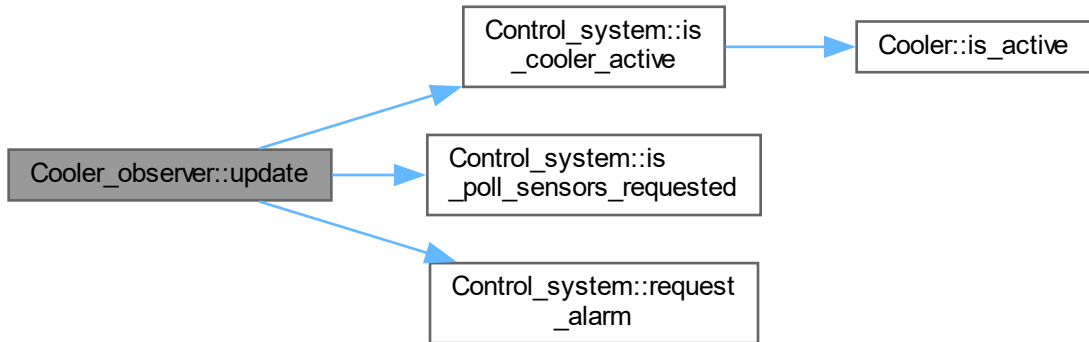 Control_system::is
_cooler_active
Cooler::is_active
Cooler_observer::update
Control_system::is
_poll_sensors_requested
Control_system::request
_alarm